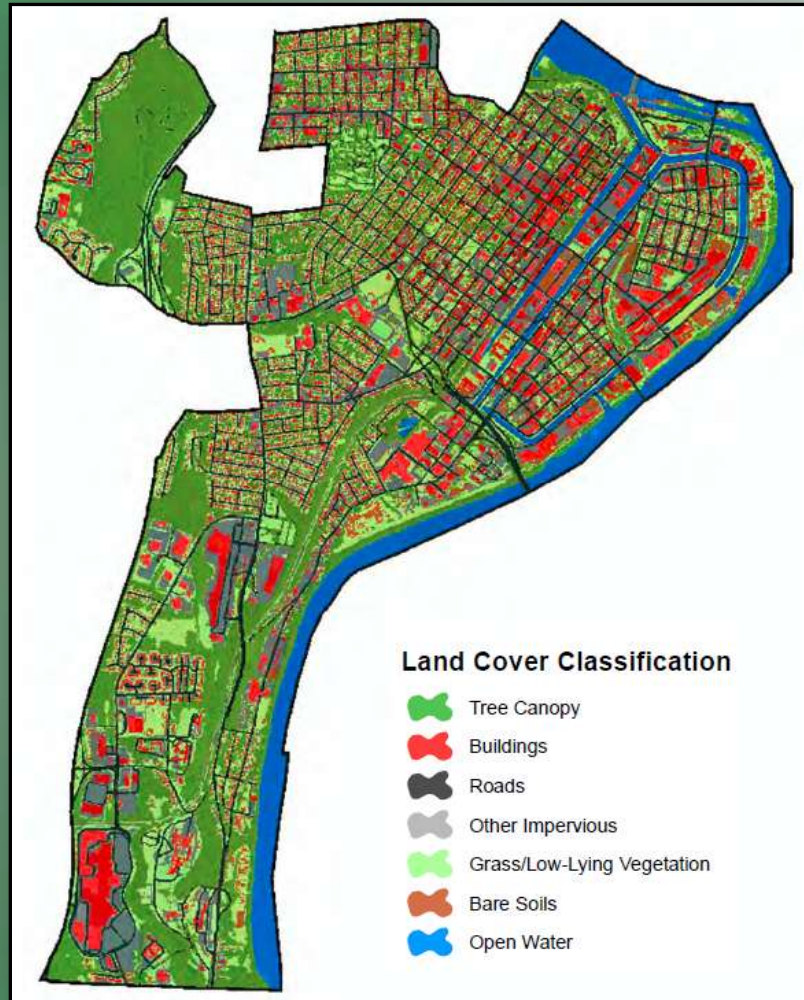 Land Cover Classification
Tree Canopy
Buildings
Roads
Other Impervious
Grass/Low-Lying Vegetation
Bare Soils
Open Water